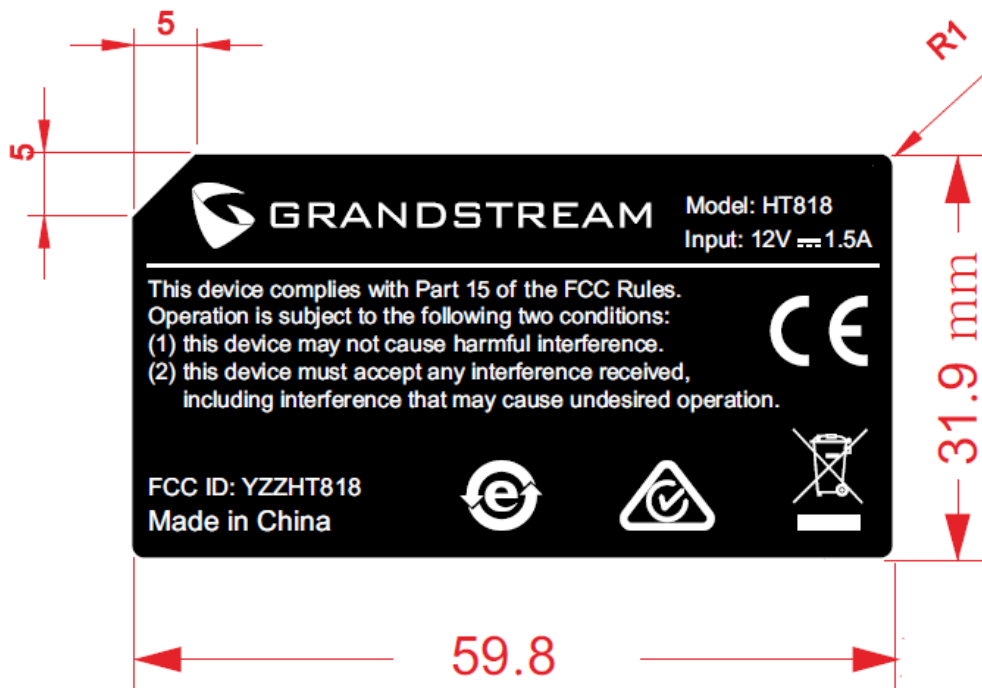 5
R1
5
GRANDSTREAM
Model: HT818
Input: 12V ⎓ 1.5A
This device complies with Part 15 of the FCC Rules.
Operation is subject to the following two conditions:
(1) this device may not cause harmful interference.
(2) this device must accept any interference received,
including interference that may cause undesired operation.
CE
31.9 mm
FCC ID: YZZHT818
Made in China
e
59.8